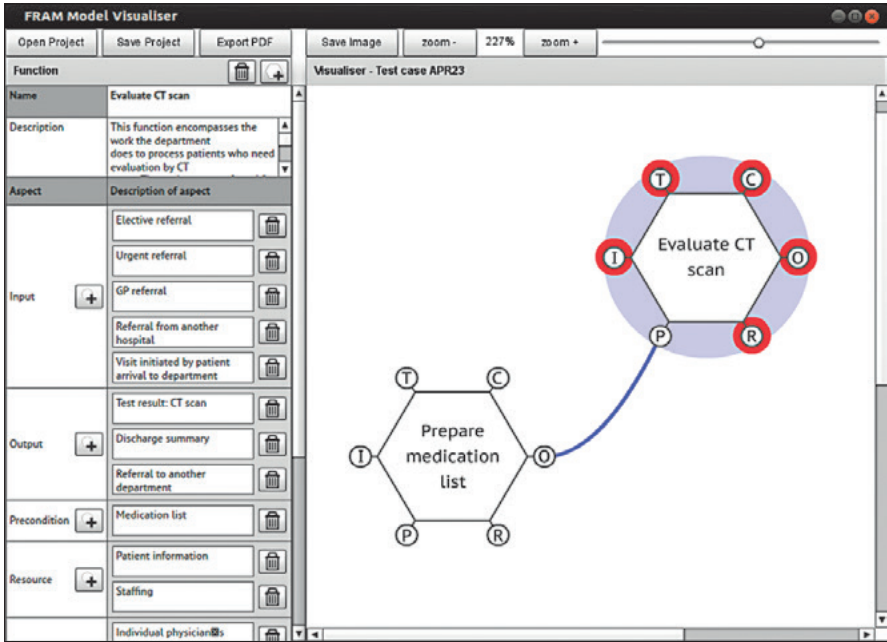 FRAM Model Visualiser
Open Project
Save Project
Export PDF
Save Image
zoom -
227%
zoom +
Function
Visualiser - Test case APR23
Name
Evaluate CT scan
Description
This function encompasses the
work the department
does to process patients who need
evaluation by CT
Aspect
Description of aspect
Input
Elective referral
Urgent referral
GP referral
Referral from another
hospital
Visit initiated by patient
arrival to department
Output
Test result: CT scan
Discharge summary
Referral to another
department
Precondition
Medication list
Resource
Patient information
Staffing
Individual
T
C
I
Evaluate CT
scan
O
P
R
T
C
I
Prepare
medication
list
O
P
R